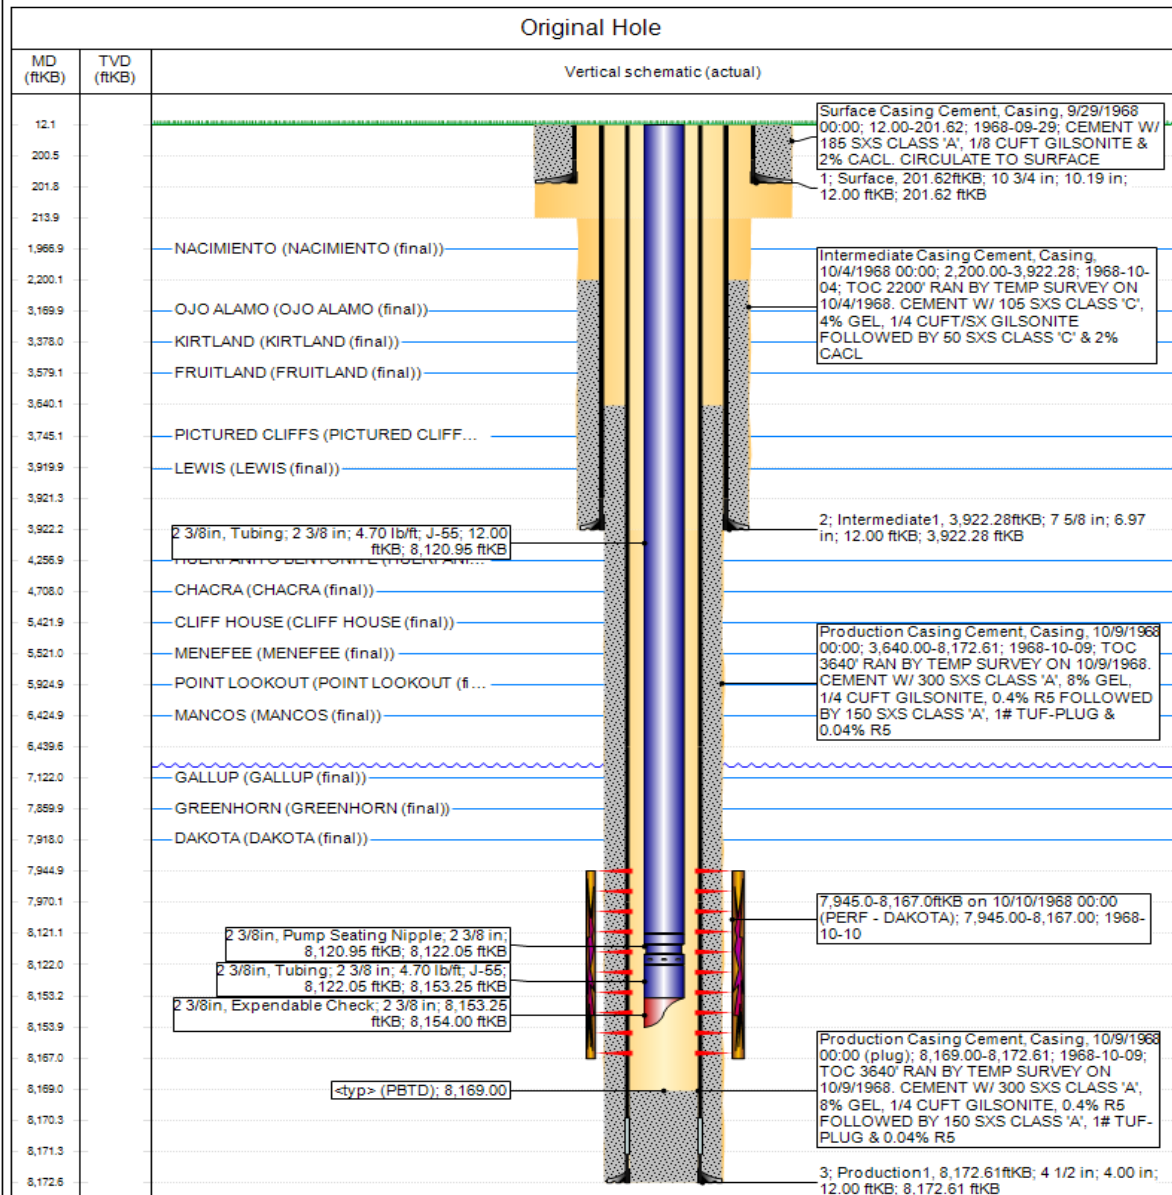 Original Hole
MD
(ftKB)
TVD
(ftKB)
Vertical schematic (actual)
12.1
200.5
201.8
213.9
1,966.9
2,200.1
3,169.9
3,378.0
3,579.1
3,640.1
3,745.1
3,919.9
3,921.3
3,922.2
4,256.9
4,708.0
5,421.9
5,521.0
5,924.9
6,424.9
6,439.6
7,122.0
7,859.9
7,918.0
7,944.9
7,970.1
8,121.1
8,122.0
8,153.2
8,153.9
8,167.0
8,169.0
8,170.3
8,171.3
8,172.6
NACIMIENTO (NACIMIENTO (final))
OJO ALAMO (OJO ALAMO (final))
KIRTLAND (KIRTLAND (final))
FRUITLAND (FRUITLAND (final))
PICTURED CLIFFS (PICTURED CLIFF...
LEWIS (LEWIS (final))
2 3/8in, Tubing; 2 3/8 in; 4.70 lb/ft; J-55; 12.00
ftKB; 8,120.95 ftKB
HUERFANITO BENTONITE (HUERFANI...
CHACRA (CHACRA (final))
CLIFF HOUSE (CLIFF HOUSE (final))
MENEFEE (MENEFEE (final))
POINT LOOKOUT (POINT LOOKOUT (fi...
MANCOS (MANCOS (final))
GALLUP (GALLUP (final))
GREENHORN (GREENHORN (final))
DAKOTA (DAKOTA (final))
2 3/8in, Pump Seating Nipple; 2 3/8 in;
8,120.95 ftKB; 8,122.05 ftKB
2 3/8in, Tubing; 2 3/8 in; 4.70 lb/ft; J-55;
8,122.05 ftKB; 8,153.25 ftKB
2 3/8in, Expendable Check; 2 3/8 in; 8,153.25
ftKB; 8,154.00 ftKB
<typ> (PBTD); 8,169.00
Surface Casing Cement, Casing, 9/29/1968
00:00; 12.00-201.62; 1968-09-29; CEMENT W/
185 SXS CLASS 'A', 1/8 CUFT GILSONITE &
2% CACL. CIRCULATE TO SURFACE
1; Surface, 201.62ftKB; 10 3/4 in; 10.19 in;
12.00 ftKB; 201.62 ftKB
Intermediate Casing Cement, Casing,
10/4/1968 00:00; 2,200.00-3,922.28; 1968-10-
04; TOC 2200' RAN BY TEMP SURVEY ON
10/4/1968. CEMENT W/ 105 SXS CLASS 'C',
4% GEL, 1/4 CUFT/SX GILSONITE
FOLLOWED BY 50 SXS CLASS 'C' & 2%
CACL
2; Intermediate1, 3,922.28ftKB; 7 5/8 in; 6.97
in; 12.00 ftKB; 3,922.28 ftKB
Production Casing Cement, Casing, 10/9/1968
00:00; 3,640.00-8,172.61; 1968-10-09; TOC
3640' RAN BY TEMP SURVEY ON 10/9/1968.
CEMENT W/ 300 SXS CLASS 'A', 8% GEL,
1/4 CUFT GILSONITE, 0.4% R5 FOLLOWED
BY 150 SXS CLASS 'A', 1# TUF-PLUG &
0.04% R5
7,945.0-8,167.0ftKB on 10/10/1968 00:00
(PERF - DAKOTA); 7,945.00-8,167.00; 1968-
10-10
Production Casing Cement, Casing, 10/9/1968
00:00 (plug); 8,169.00-8,172.61; 1968-10-09;
TOC 3640' RAN BY TEMP SURVEY ON
10/9/1968. CEMENT W/ 300 SXS CLASS 'A',
8% GEL, 1/4 CUFT GILSONITE, 0.4% R5
FOLLOWED BY 150 SXS CLASS 'A', 1# TUF-
PLUG & 0.04% R5
3; Production1, 8,172.61ftKB; 4 1/2 in; 4.00 in;
12.00 ftKB; 8,172.61 ftKB